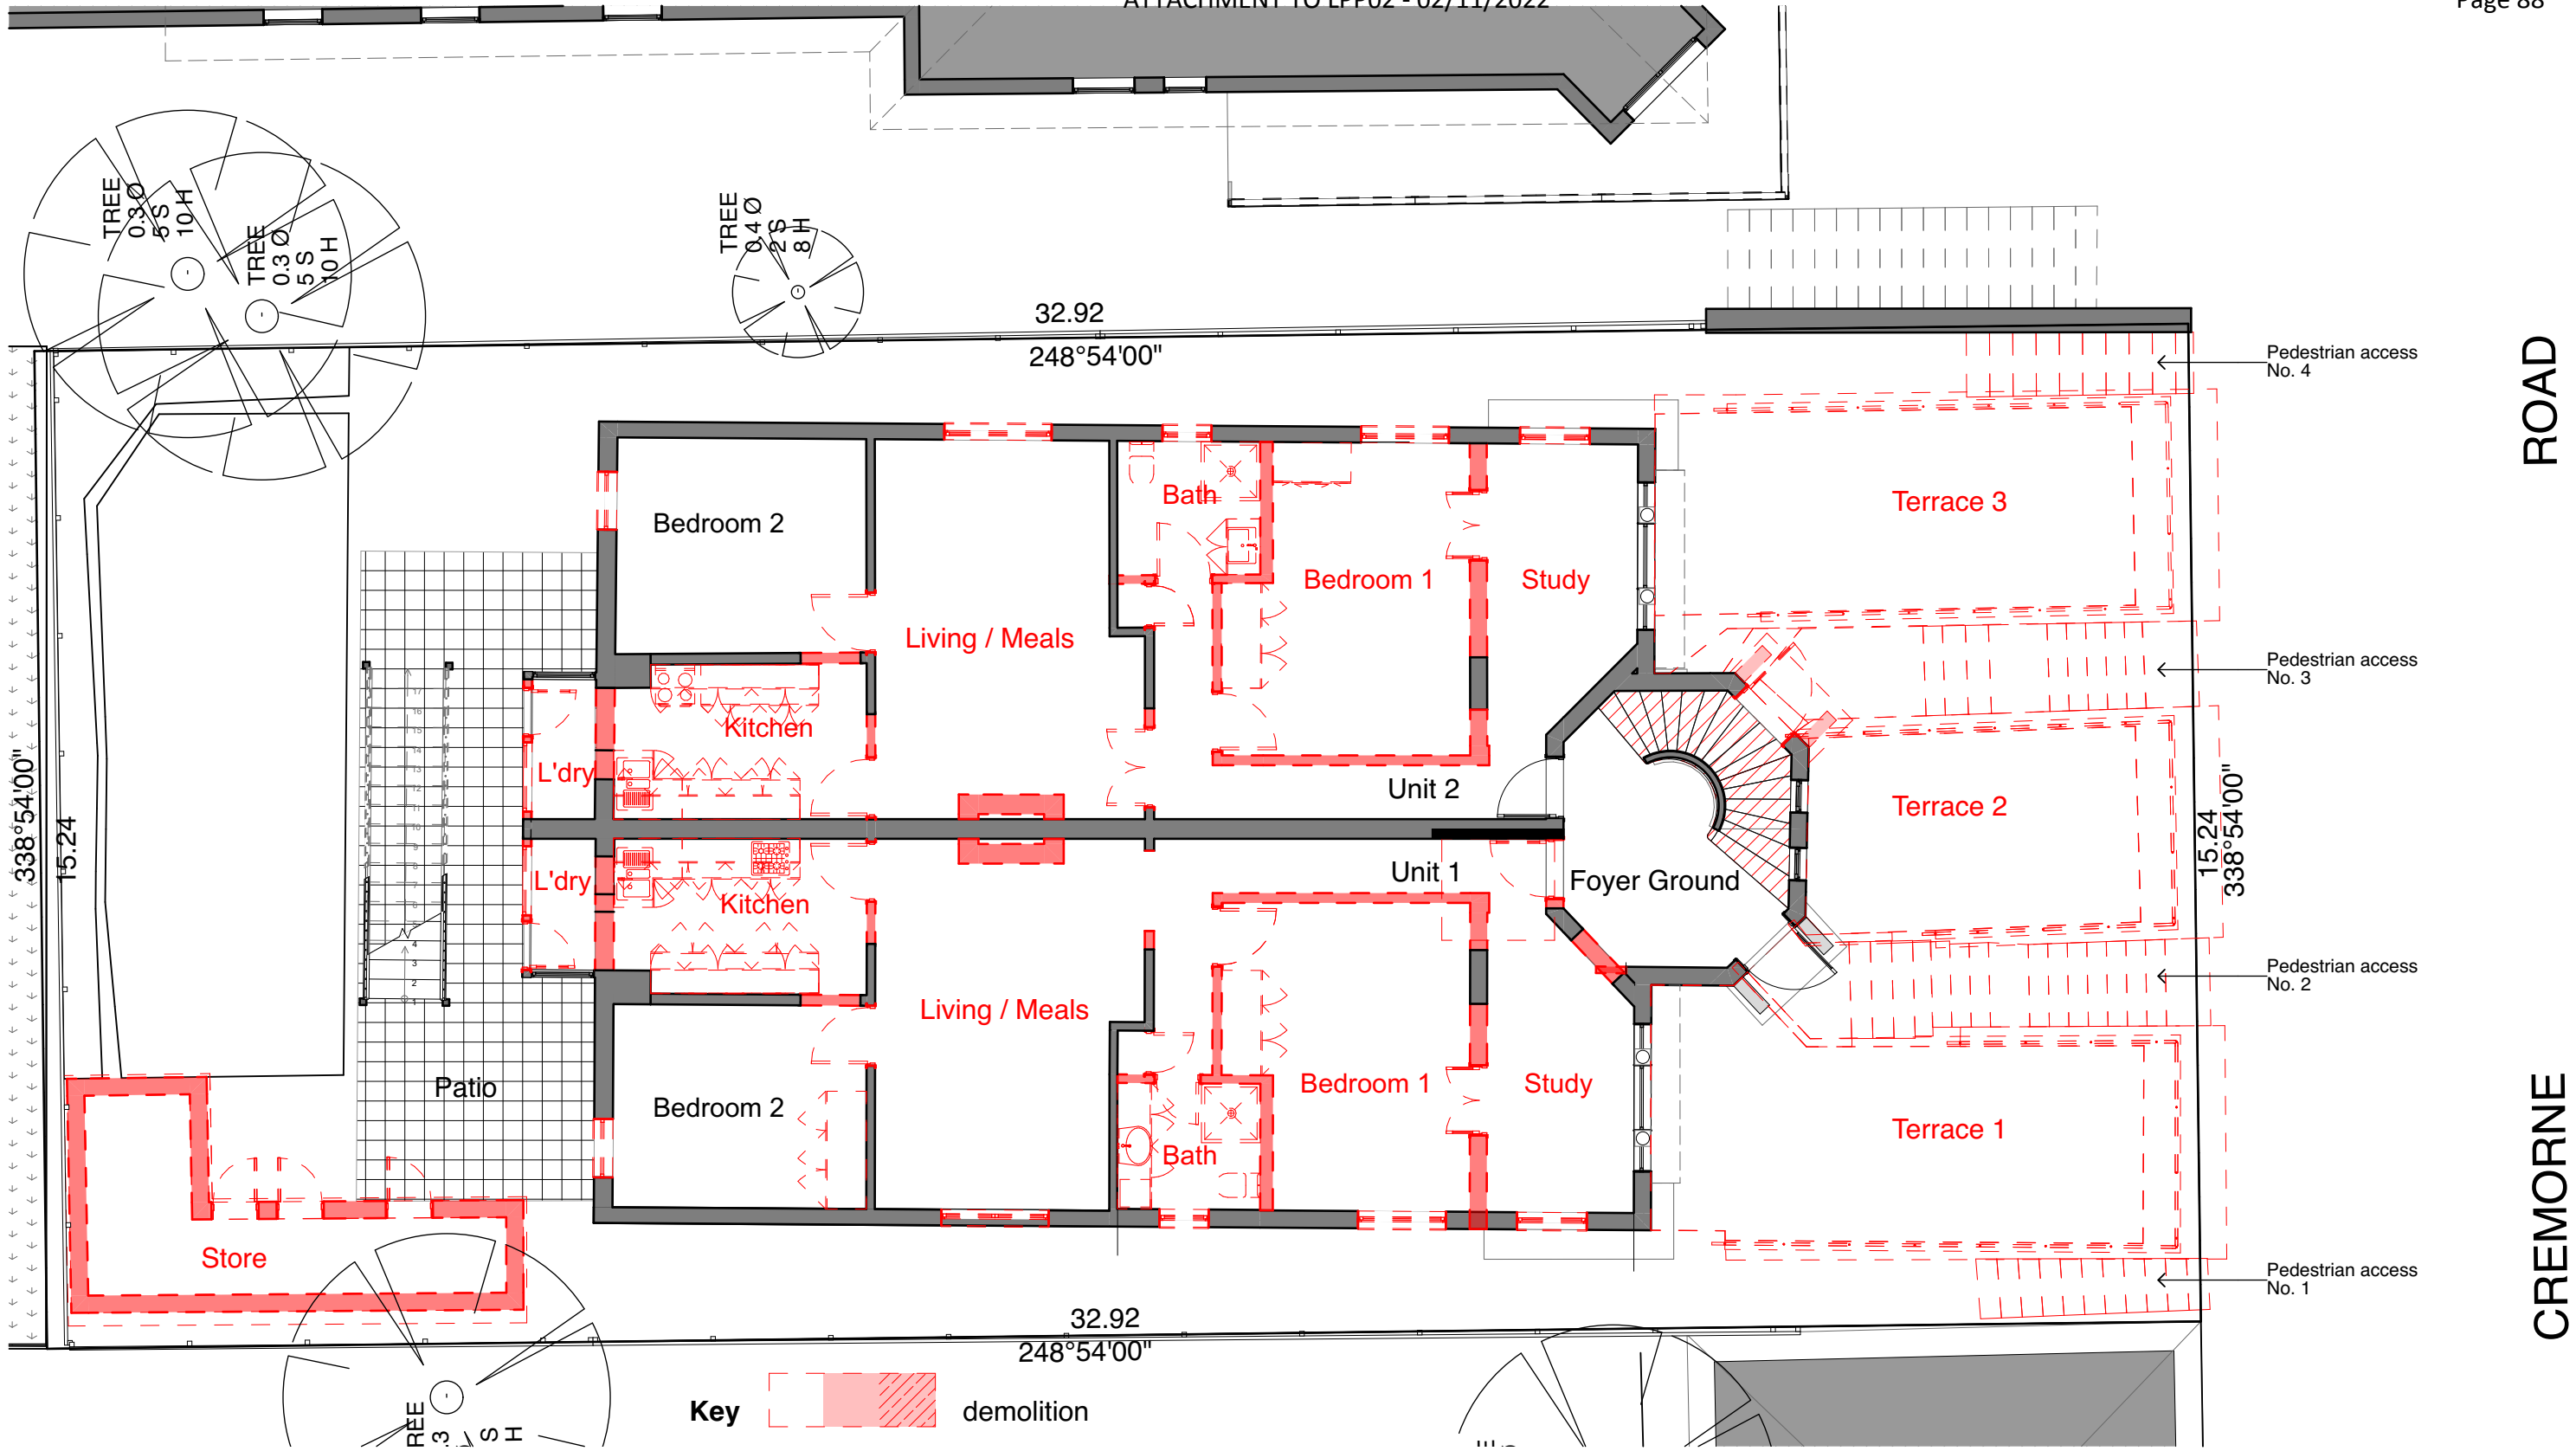 ATTACHMENT TO LPP02 - 02/11/2022
Page 88
TREE
0.3 Ø
5 S
10 H
TREE
0.3 Ø
5 S
10 H
TREE
0.4 Ø
2 S
8 H
32.92
248°54'00"
Pedestrian access
No. 4
ROAD
Bedroom 2
Bath
Bedroom 1
Study
Terrace 3
Living / Meals
Pedestrian access
No. 3
Kitchen
L'dry
Unit 2
Terrace 2
338°54'00"
15.24
15.24
338°54'00"
L'dry
Kitchen
Unit 1
Foyer Ground
Pedestrian access
No. 2
Living / Meals
Patio
Bedroom 2
Bedroom 1
Study
Terrace 1
Bath
Store
Pedestrian access
No. 1
CREMORNE
32.92
248°54'00"
Key
demolition